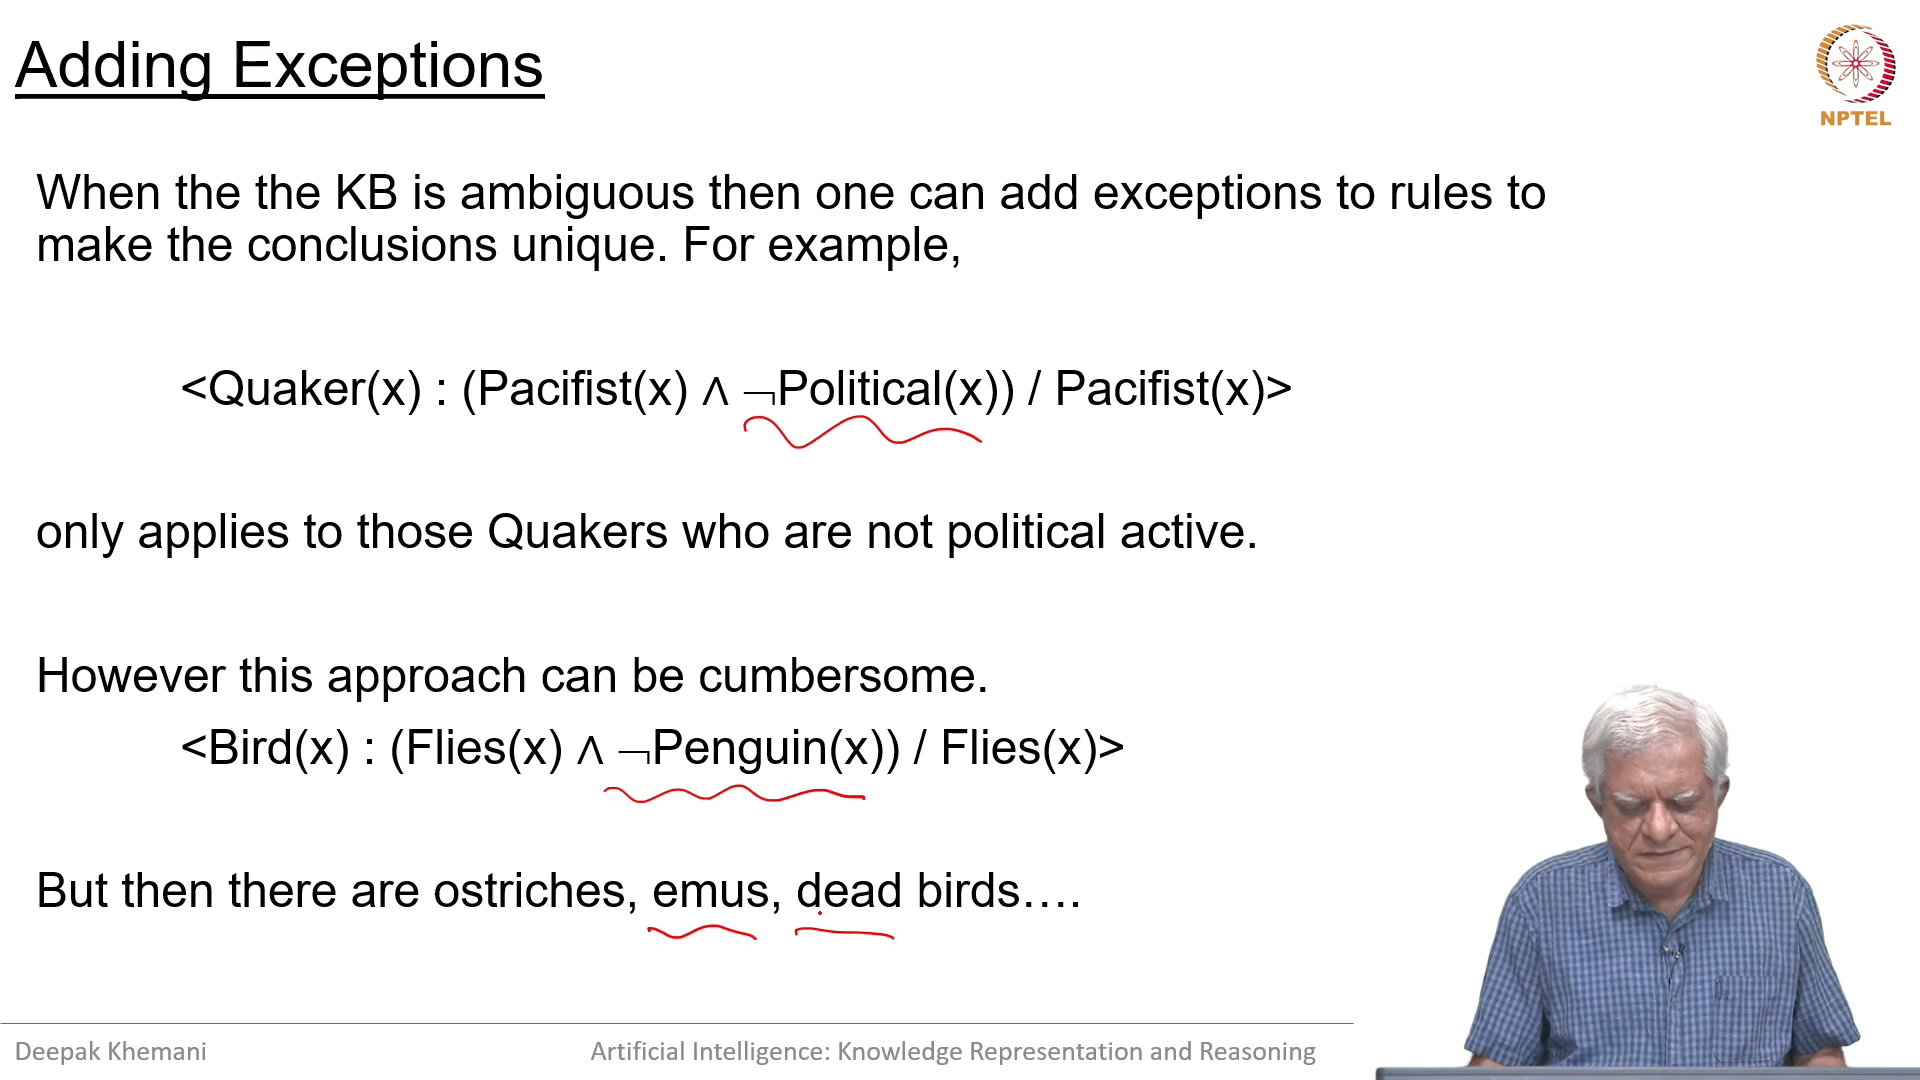 Adding Exceptions
NPTEL
When the the KB is ambiguous then one can add exceptions to rules to
make the conclusions unique. For example,
<Quaker(x) : (Pacifist(x) ∧ ¬Political(x)) / Pacifist(x)>
only applies to those Quakers who are not political active.
However this approach can be cumbersome.
<Bird(x) : (Flies(x) ∧ ¬Penguin(x)) / Flies(x)>
But then there are ostriches, emus, dead birds….
Deepak Khemani
Artificial Intelligence: Knowledge Representation and Reasoning